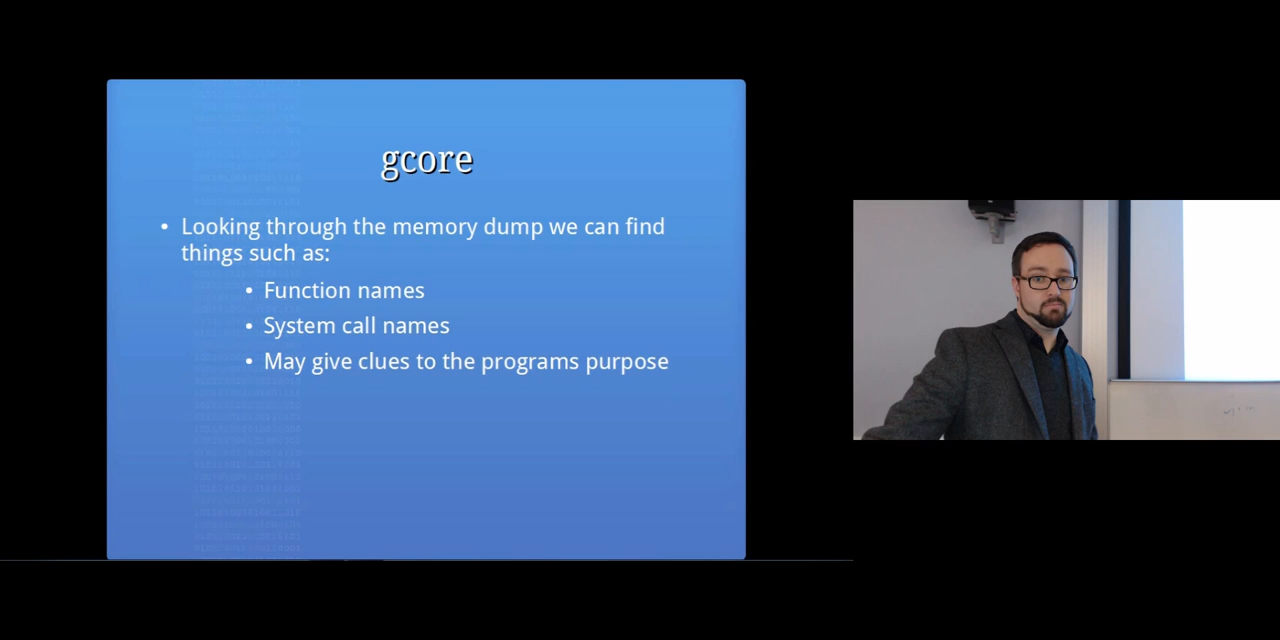 gcore
• Looking through the memory dump we can find
things such as:
• Function names
• System call names
• May give clues to the programs purpose